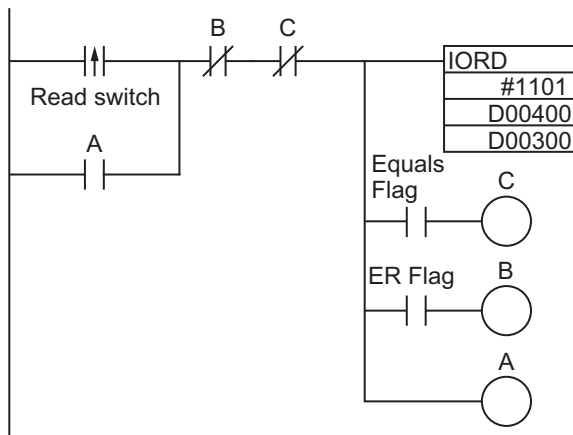 B
C
IORD
#1101
D00400
D00300
Read switch
A
Equals
Flag
C
ER Flag
B
A